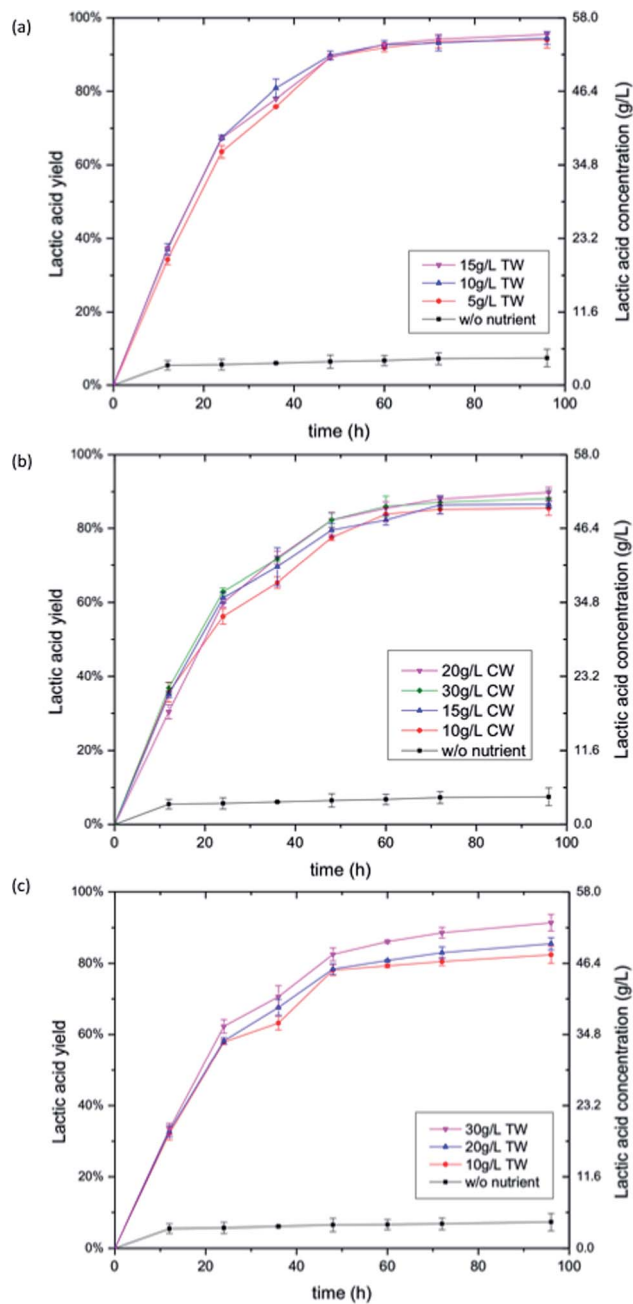 (a)
100%
80%
60%
40%
20%
0%
Lactic acid yield
58.0
46.4
34.8
23.2
11.6
0.0
Lactic acid concentration (g/L)
15g/L TW
10g/L TW
5g/L TW
w/o nutrient
0 20 40 60 80 100
time (h)
(b)
100%
80%
60%
40%
20%
0%
Lactic acid yield
58.0
46.4
34.8
23.2
11.6
0.0
Lactic acid concentration (g/L)
20g/L CW
30g/L CW
15g/L CW
10g/L CW
w/o nutrient
0 20 40 60 80 100
time (h)
(c)
100%
80%
60%
40%
20%
0%
Lactic acid yield
58.0
46.4
34.8
23.2
11.6
0.0
Lactic acid concentration (g/L)
30g/L TW
20g/L TW
10g/L TW
w/o nutrient
0 20 40 60 80 100
time (h)